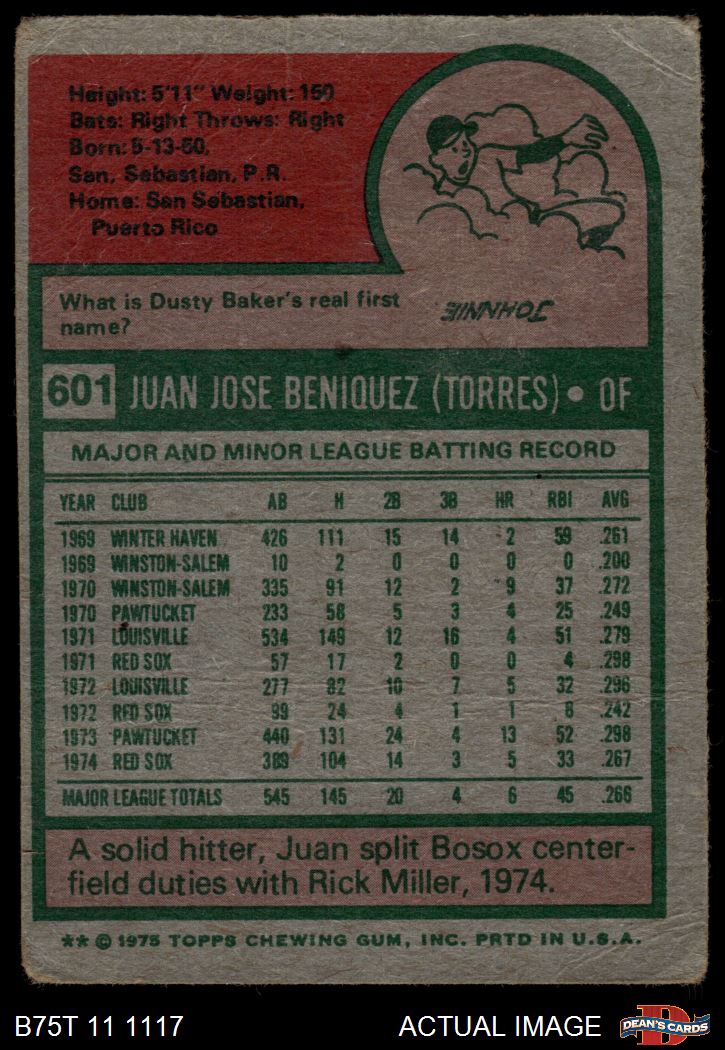 Height: 5'11" Weight: 150
Bats: Right Throws: Right
Born: 5-13-50,
San, Sebastian, P.R.
Home: San Sebastian,
Puerto Rico
What is Dusty Baker's real first
name?
JOHNNIE
601 JUAN JOSE BENIQUEZ (TORRES) • OF
MAJOR AND MINOR LEAGUE BATTING RECORD
YEAR CLUB AB H 2B 3B HR RBI AVG
1969 WINTER HAVEN 426 111 15 14 2 59 .261
1969 WINSTON-SALEM 10 2 0 0 0 0 .200
1970 WINSTON-SALEM 335 91 12 2 9 37 .272
1970 PAWTUCKET 233 58 5 3 4 25 .249
1971 LOUISVILLE 534 149 12 16 4 51 .279
1971 RED SOX 57 17 2 0 0 4 .298
1972 LOUISVILLE 277 82 10 7 5 32 .296
1972 RED SOX 99 24 4 1 1 8 .242
1973 PAWTUCKET 440 131 24 4 13 52 .298
1974 RED SOX 389 104 14 3 5 33 .267
MAJOR LEAGUE TOTALS 545 145 20 4 6 45 .266
A solid hitter, Juan split Bosox center-
field duties with Rick Miller, 1974.
** © 1975 TOPPS CHEWING GUM, INC. PRTD IN U.S.A.
B75T 11 1117 ACTUAL IMAGE DEAN'S CARDS